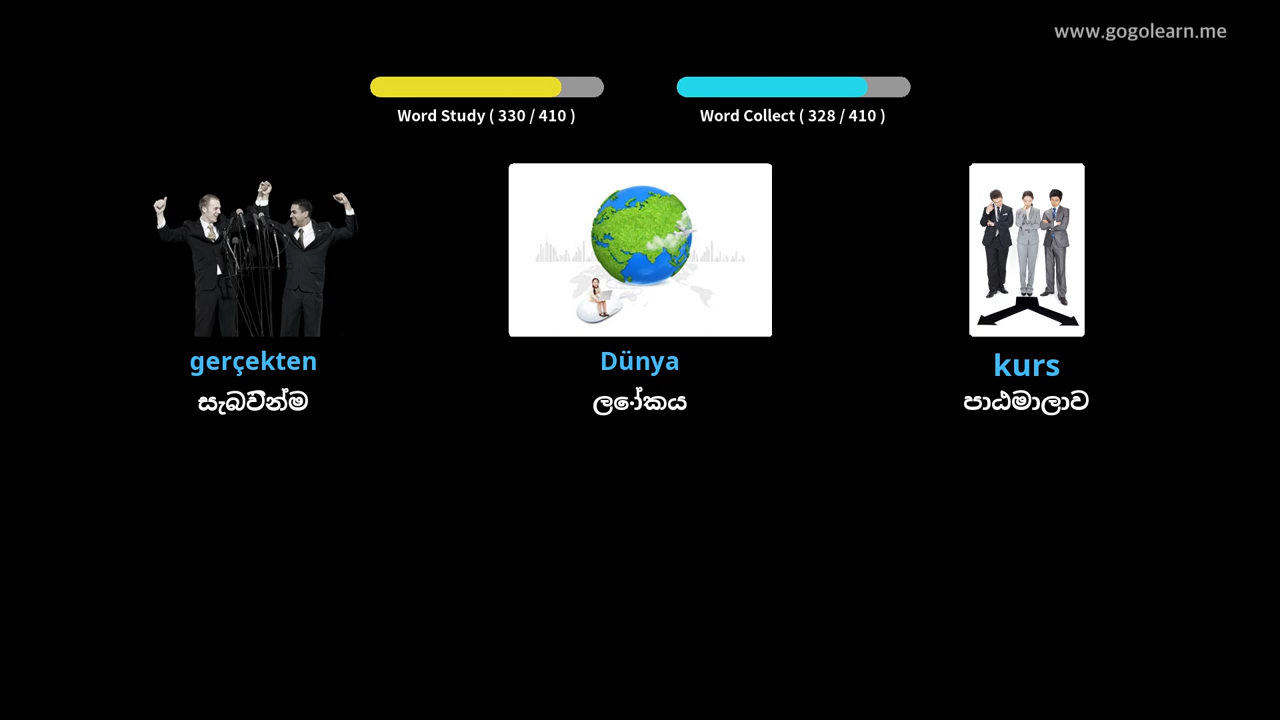 www.gogolearn.me
Word Study ( 330 / 410 )
Word Collect ( 328 / 410 )
gerçekten
Dünya
kurs
සැබවින්ම
ලෝකය
පාඨමාලාව